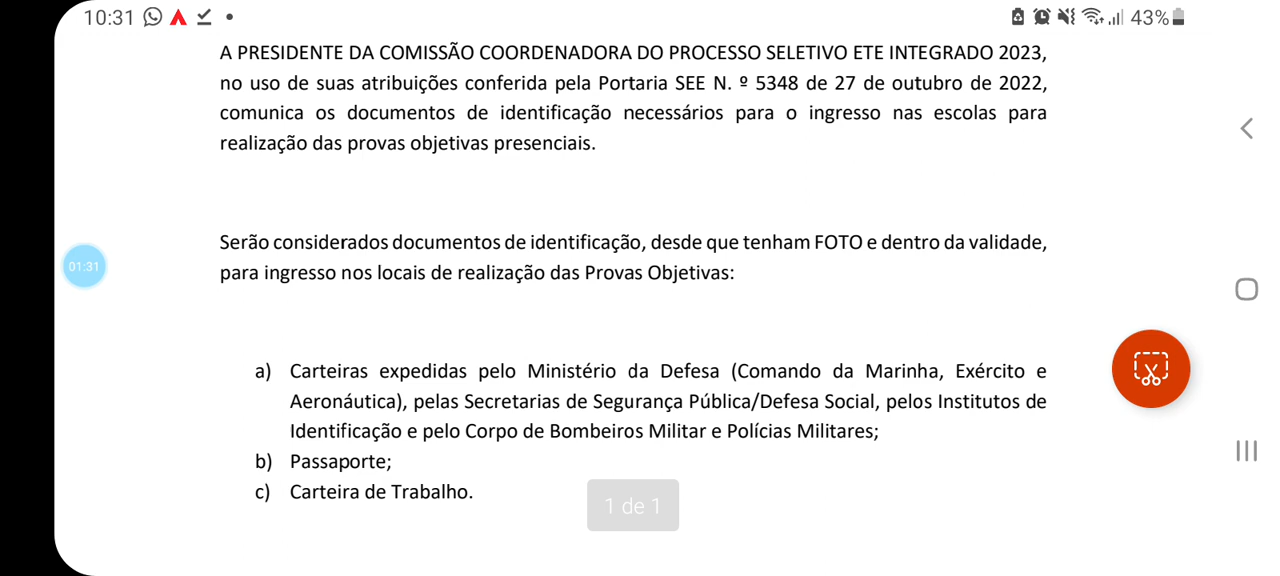 10:31
43%
A PRESIDENTE DA COMISSÃO COORDENADORA DO PROCESSO SELETIVO ETE INTEGRADO 2023,
no uso de suas atribuições conferida pela Portaria SEE N. º 5348 de 27 de outubro de 2022,
comunica os documentos de identificação necessários para o ingresso nas escolas para
realização das provas objetivas presenciais.
Serão considerados documentos de identificação, desde que tenham FOTO e dentro da validade,
01:31
para ingresso nos locais de realização das Provas Objetivas:
a) Carteiras expedidas pelo Ministério da Defesa (Comando da Marinha, Exército e
Aeronáutica), pelas Secretarias de Segurança Pública/Defesa Social, pelos Institutos de
Identificação e pelo Corpo de Bombeiros Militar e Polícias Militares;
b) Passaporte;
c) Carteira de Trabalho.
1 de 1